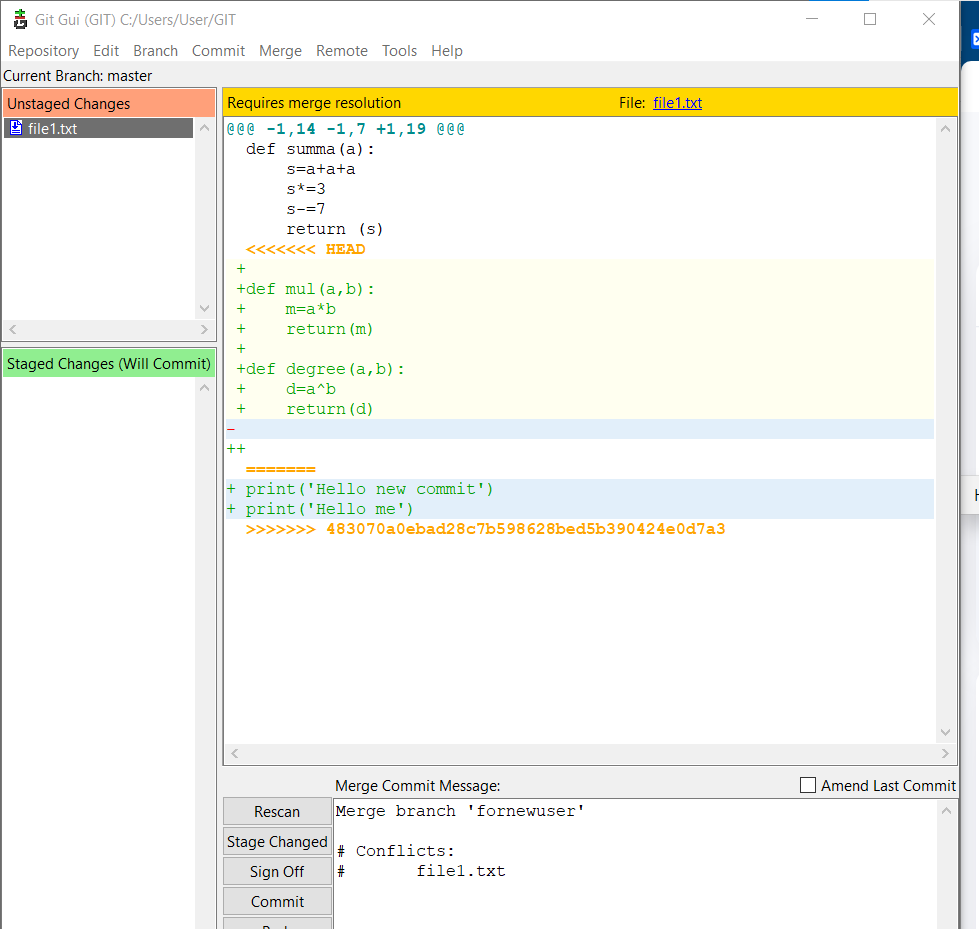 Git Gui (GIT) C:/Users/User/GIT
Repository Edit Branch Commit Merge Remote Tools Help
Current Branch: master
Unstaged Changes
file1.txt
Staged Changes (Will Commit)
Requires merge resolution File: file1.txt
@@@ -1,14 -1,7 +1,19 @@@
  def summa(a):
      s=a+a+a
      s*=3
      s-=7
      return (s)
  <<<<<<< HEAD
 +
 +def mul(a,b):
 +    m=a*b
 +    return(m)
 +
 +def degree(a,b):
 +    d=a^b
 +    return(d)
-
++
  =======
+ print('Hello new commit')
+ print('Hello me')
  >>>>>>> 483070a0ebad28c7b598628bed5b390424e0d7a3
Merge Commit Message: Amend Last Commit
Rescan
Stage Changed
Sign Off
Commit
Merge branch 'fornewuser'
# Conflicts:
#       file1.txt